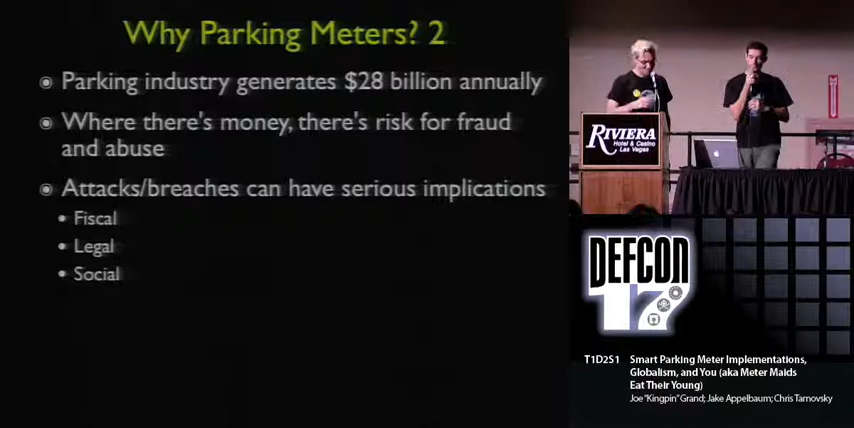 Why Parking Meters? 2
Parking industry generates $28 billion annually
Where there's money, there's risk for fraud
and abuse
Attacks/breaches can have serious implications
Fiscal
Legal
Social
RIVIERA
Hotel & Casino
Las Vegas
DEFCON
17
T1D2S1 Smart Parking Meter Implementations,
Globalism, and You (aka Meter Maids
Eat Their Young)
Joe "Kingpin" Grand; Jake Appelbaum; Chris Tarnovsky